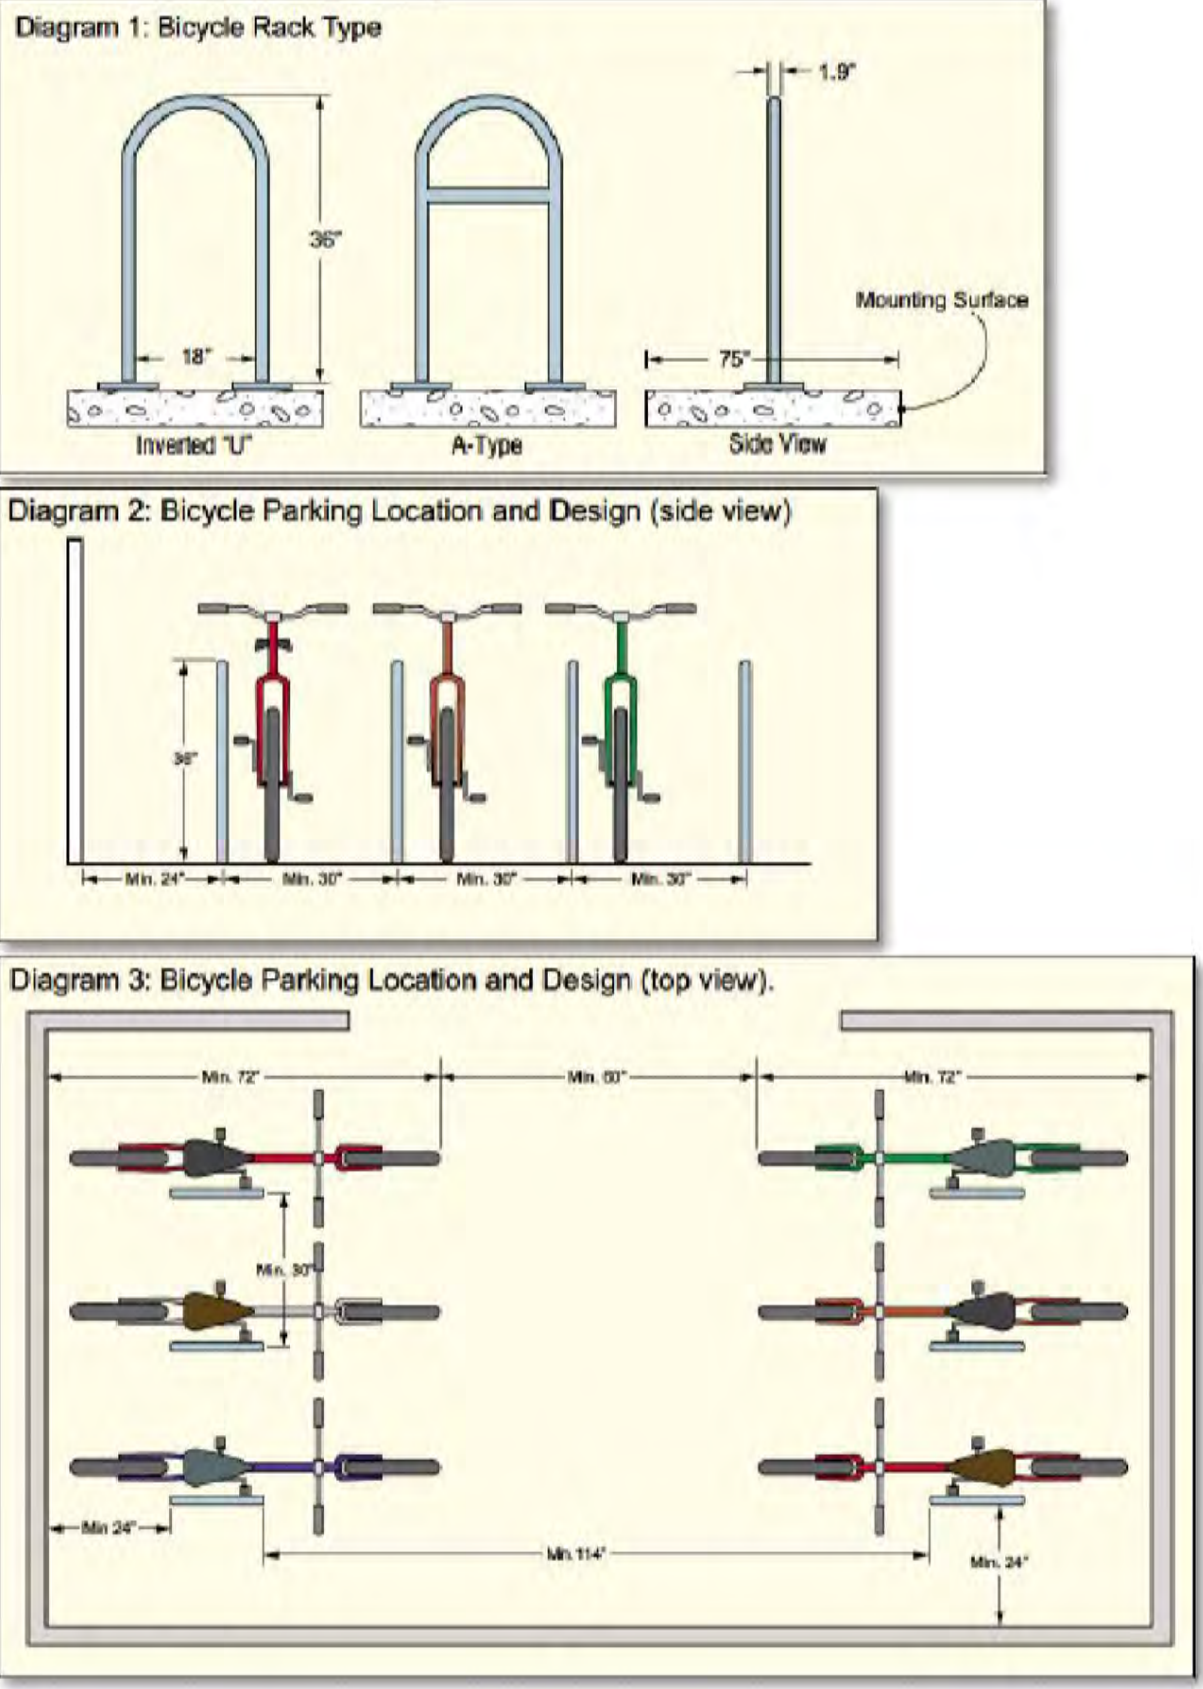 Diagram 1: Bicycle Rack Type
1.9"
36"
Mounting Surface
18"
75"
Inverted "U"
A-Type
Side View
Diagram 2: Bicycle Parking Location and Design (side view)
36"
Min. 24"
Min. 30"
Min. 30"
Min. 30"
Diagram 3: Bicycle Parking Location and Design (top view).
Min. 72"
Min. 60"
Min. 72"
Min. 30"
Min 24"
Min. 114"
Min. 24"